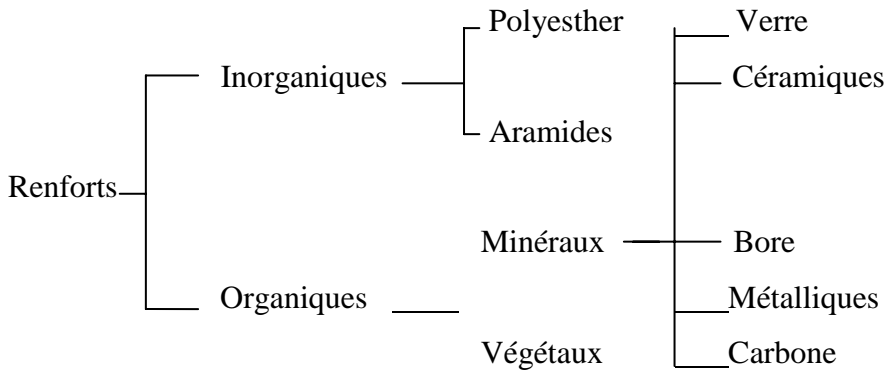 Polyesther
Verre
Inorganiques
Céramiques
Aramides
Renforts
Minéraux
Bore
Organiques
Métalliques
Végétaux
Carbone